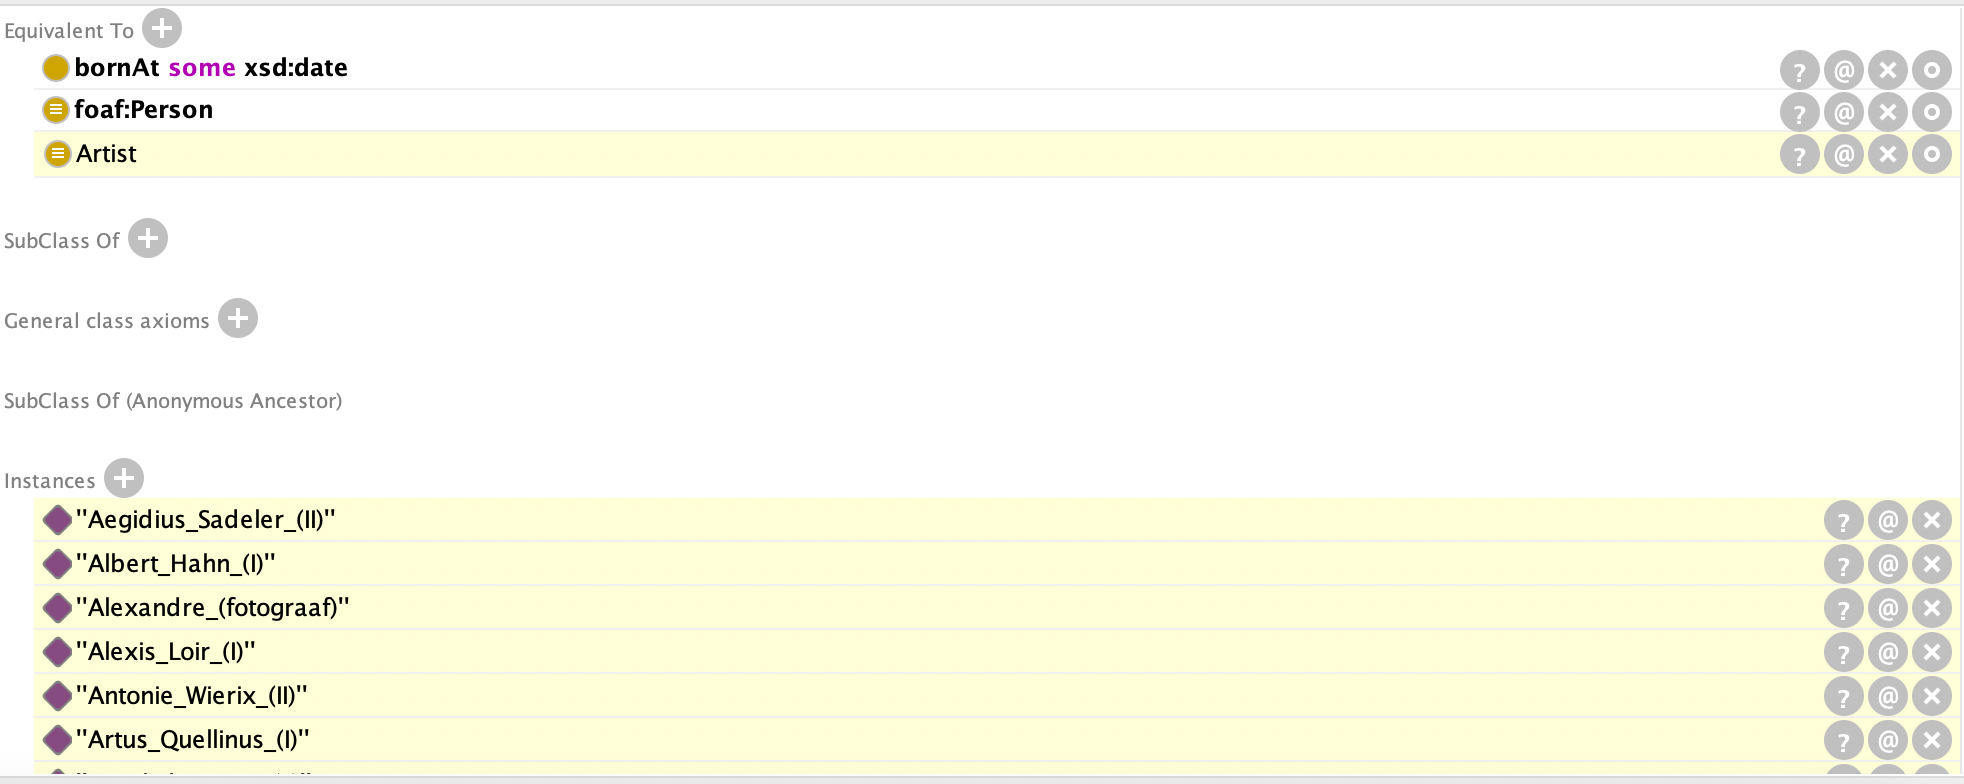 Equivalent To
bornAt some xsd:date
foaf:Person
Artist
SubClass Of
General class axioms
SubClass Of (Anonymous Ancestor)
Instances
"Aegidius_Sadeler_(II)"
"Albert_Hahn_(I)"
"Alexandre_(fotograaf)"
"Alexis_Loir_(I)"
"Antonie_Wierix_(II)"
"Artus_Quellinus_(I)"